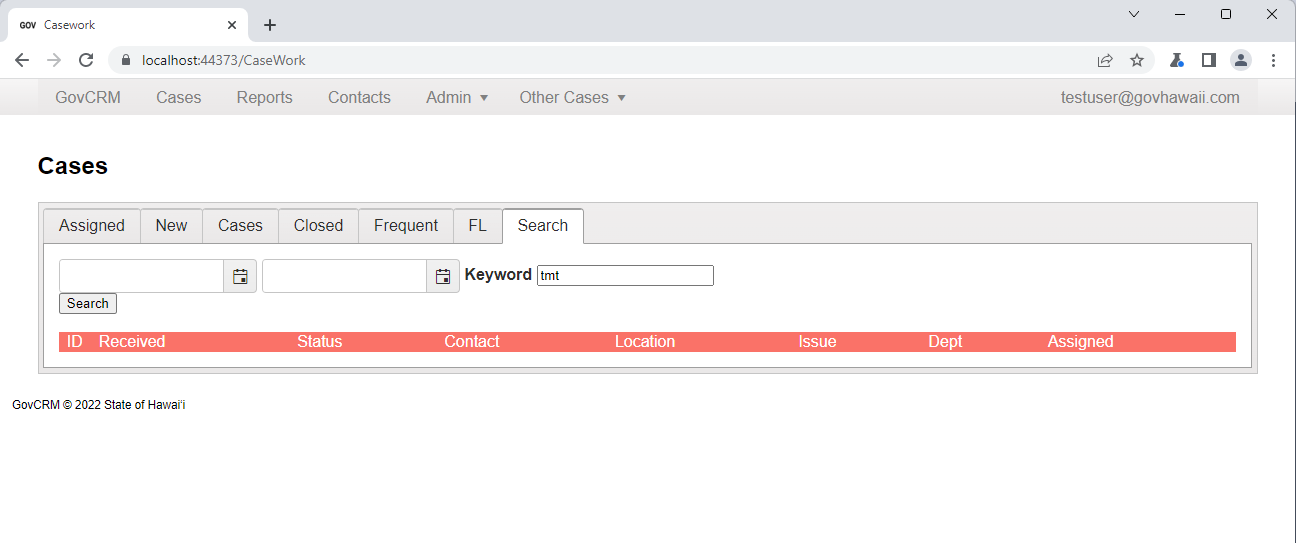 GOV Casework
localhost:44373/CaseWork
GovCRM Cases Reports Contacts Admin Other Cases testuser@govhawaii.com
Cases
Assigned New Cases Closed Frequent FL Search
Keyword tmt
Search
ID Received Status Contact Location Issue Dept Assigned
GovCRM © 2022 State of Hawaiʻi